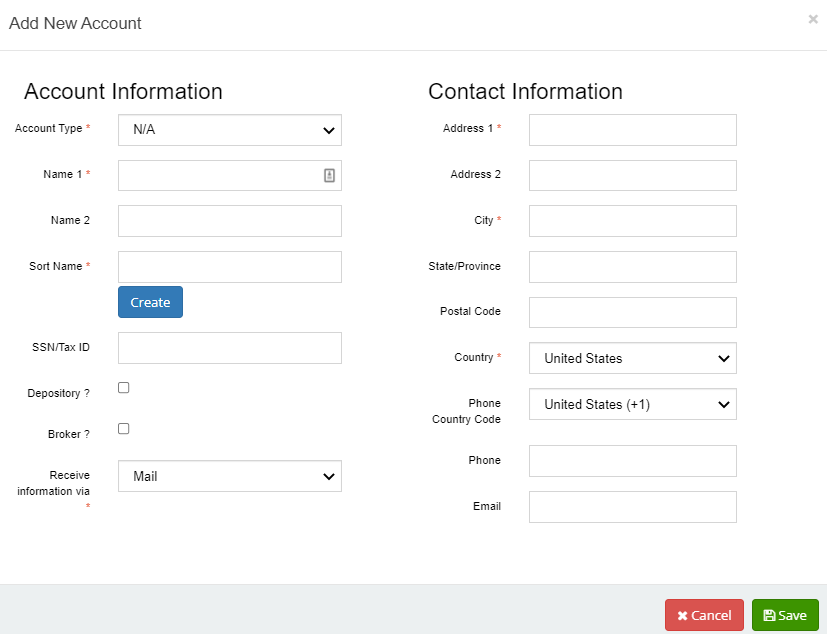 Add New Account
×
Account Information
Account Type *
N/A
Name 1 *
Name 2
Sort Name *
Create
SSN/Tax ID
Depository ?
Broker ?
Receive
information via
*
Mail
Contact Information
Address 1 *
Address 2
City *
State/Province
Postal Code
Country *
United States
Phone
Country Code
United States (+1)
Phone
Email
Cancel
Save